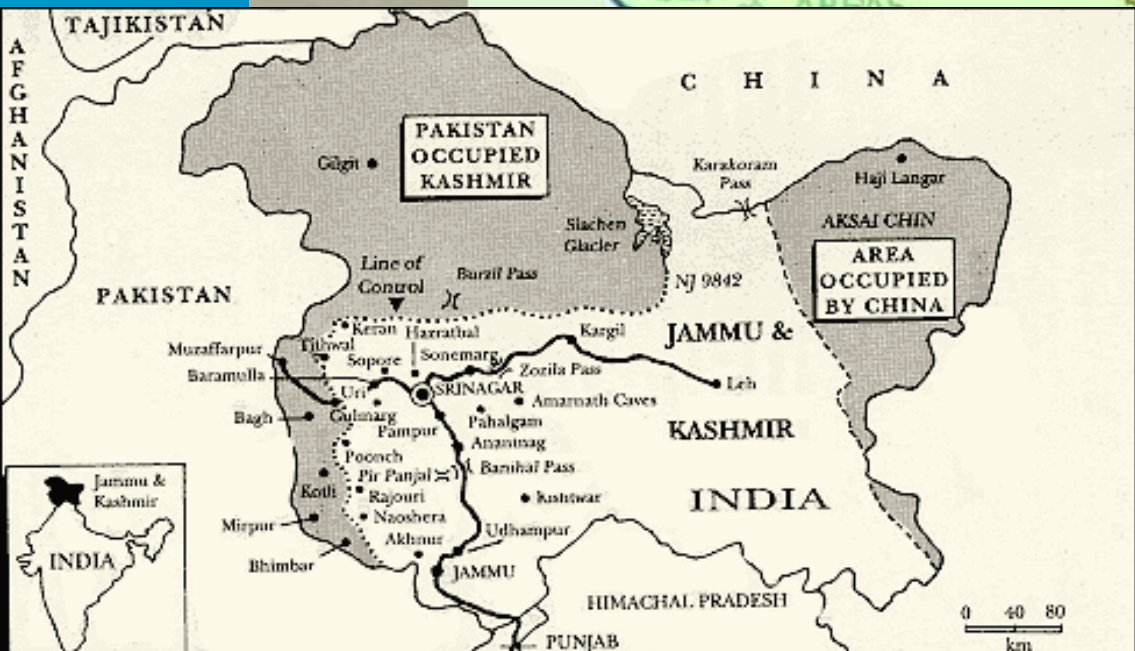 TAJIKISTAN
AFGHANISTAN
CHINA
PAKISTAN
OCCUPIED
KASHMIR
Gilgit
Karakoram
Pass
Haji Langar
AKSAI CHIN
Siachen
Glacier
AREA
OCCUPIED
BY CHINA
Line of
Control
Burzil Pass
NJ 9842
PAKISTAN
Keran
Hazrathal
Kargil
JAMMU &
Tithwal
Muzaffarpur
Sopore
Sonemarg
Zozila Pass
Baramulla
SRINAGAR
Leh
Uri
Amarnath Caves
Bagh
Gulmarg
Pahalgam
Pampur
KASHMIR
Ananinag
Poonch
Banihal Pass
Pir Panjal
Jammu &
Kashmir
Kotli
Rajouri
Kishtwar
INDIA
Mirpur
Naoshera
Udhampur
Akhnur
INDIA
Bhimbar
JAMMU
HIMACHAL PRADESH
0 40 80
km
PUNJAB